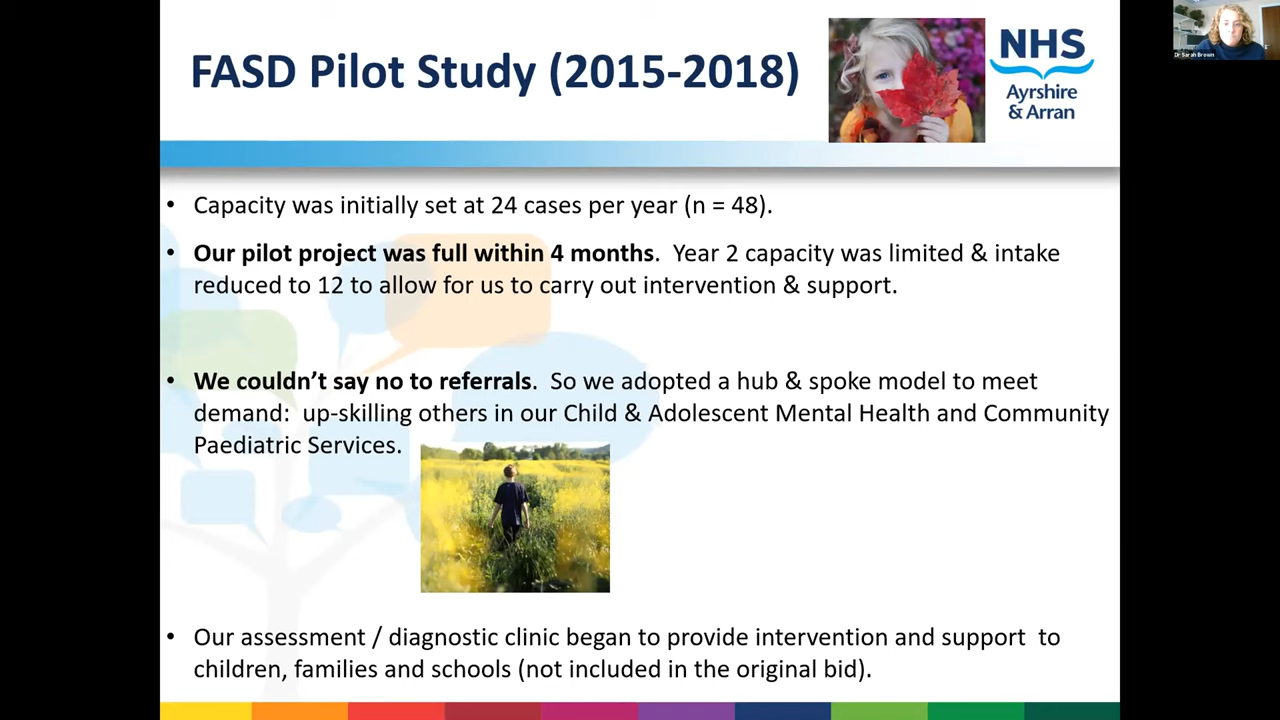 FASD Pilot Study (2015-2018)
NHS
Ayrshire
& Arran
Dr Sarah Brown
• Capacity was initially set at 24 cases per year (n = 48).
• Our pilot project was full within 4 months. Year 2 capacity was limited & intake
reduced to 12 to allow for us to carry out intervention & support.
• We couldn’t say no to referrals. So we adopted a hub & spoke model to meet
demand: up-skilling others in our Child & Adolescent Mental Health and Community
Paediatric Services.
• Our assessment / diagnostic clinic began to provide intervention and support to
children, families and schools (not included in the original bid).